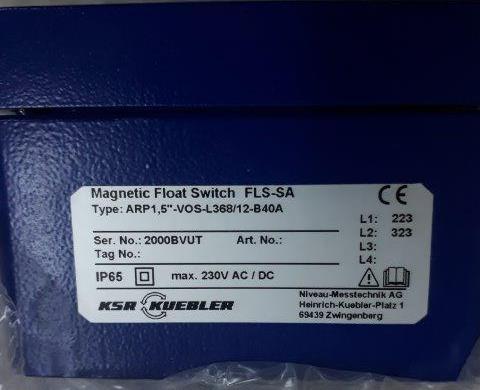 Magnetic Float Switch FLS-SA
Type: ARP1,5"-VOS-L368/12-B40A
CE
L1: 223
Ser. No.: 2000BVUT Art. No.: L2: 323
Tag No.: L3:
L4:
IP65 max. 230V AC / DC
KSR KUEBLER
Niveau-Messtechnik AG
Heinrich-Kuebler-Platz 1
69439 Zwingenberg